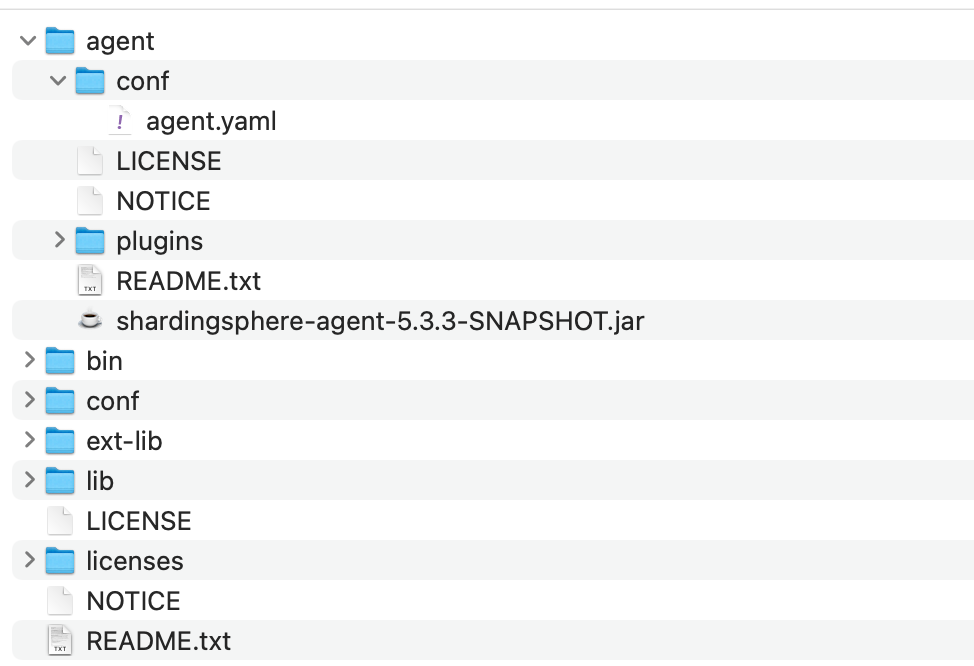 agent
conf
agent.yaml
LICENSE
NOTICE
plugins
README.txt
shardingsphere-agent-5.3.3-SNAPSHOT.jar
bin
conf
ext-lib
lib
LICENSE
licenses
NOTICE
README.txt